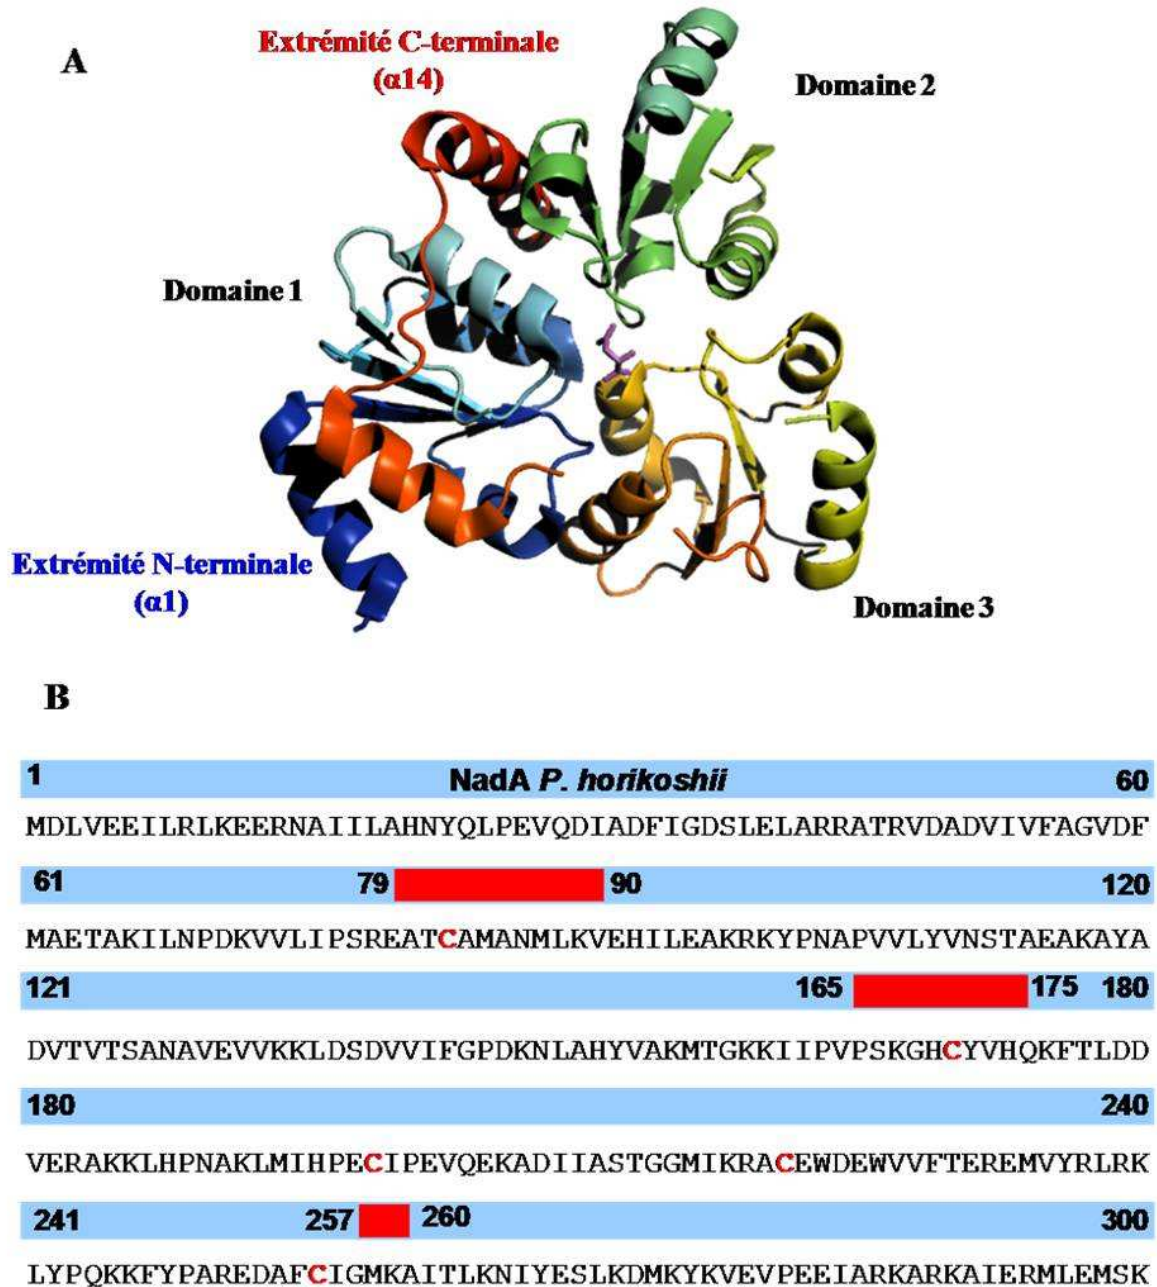 A
Extrémité C-terminale
(α14)
Domaine 2
Domaine 1
Extrémité N-terminale
(α1)
Domaine 3
B
1 NadA P. horikoshii 60
MDLVEEILRLKEERNAIILAHNYQLPEVQDIADFIGDSLELARRATRVDADVIVFAGVDF
61 79 90 120
MAETAKILNPDKVVLIPSREATCAMANMLKVEHILEAKRKYPNAPVVLYVNSTAEAKAYA
121 165 175 180
DVTVTSANAVEVVKKLDSDVVIFGPDKNLAHYVAKMTGKKIIPVPSKGHCYVHQKFTLDD
180 240
VERAKKLHPNAKLMIHPECIPEVQEKADIIASTGGMIKRACEWDEWVVFTEREMVYRLRK
241 257 260 300
LYPQKKFYPAREDAFCIGMKAITLKNIYESLKDMKYKVEVPEEIARKARKAIERMLEMSK